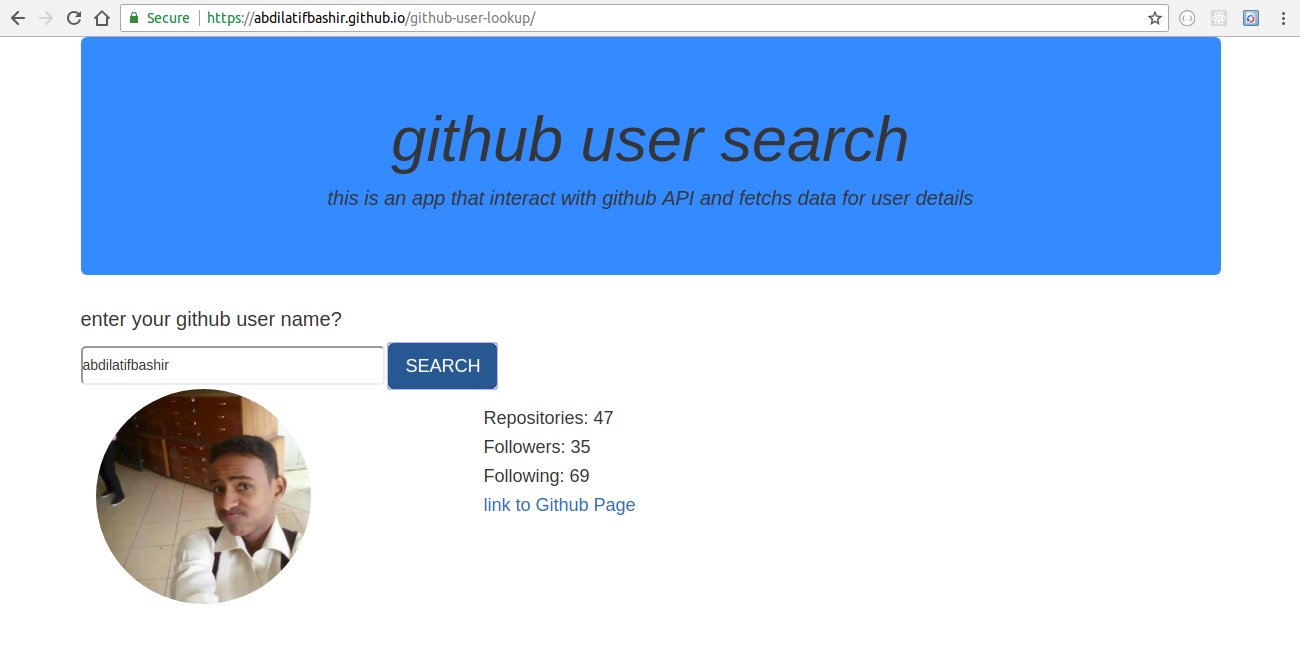 Secure https://abdilatifbashir.github.io/github-user-lookup/
github user search
this is an app that interact with github API and fetchs data for user details
enter your github user name?
abdilatifbashir
SEARCH
Repositories: 47
Followers: 35
Following: 69
link to Github Page